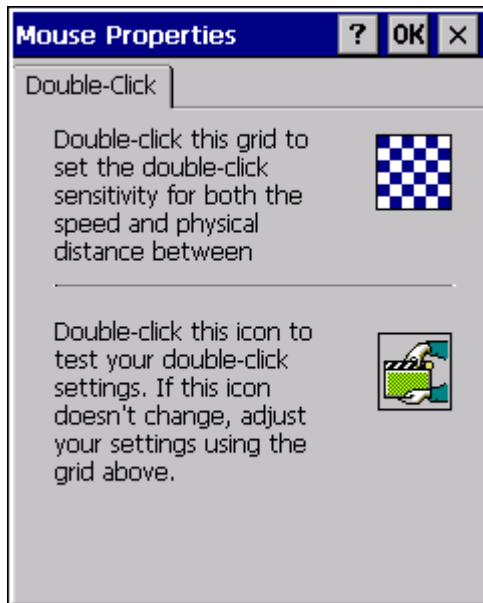 Mouse Properties ? OK ×
Double-Click
Double-click this grid to
set the double-click
sensitivity for both the
speed and physical
distance between
Double-click this icon to
test your double-click
settings. If this icon
doesn't change, adjust
your settings using the
grid above.